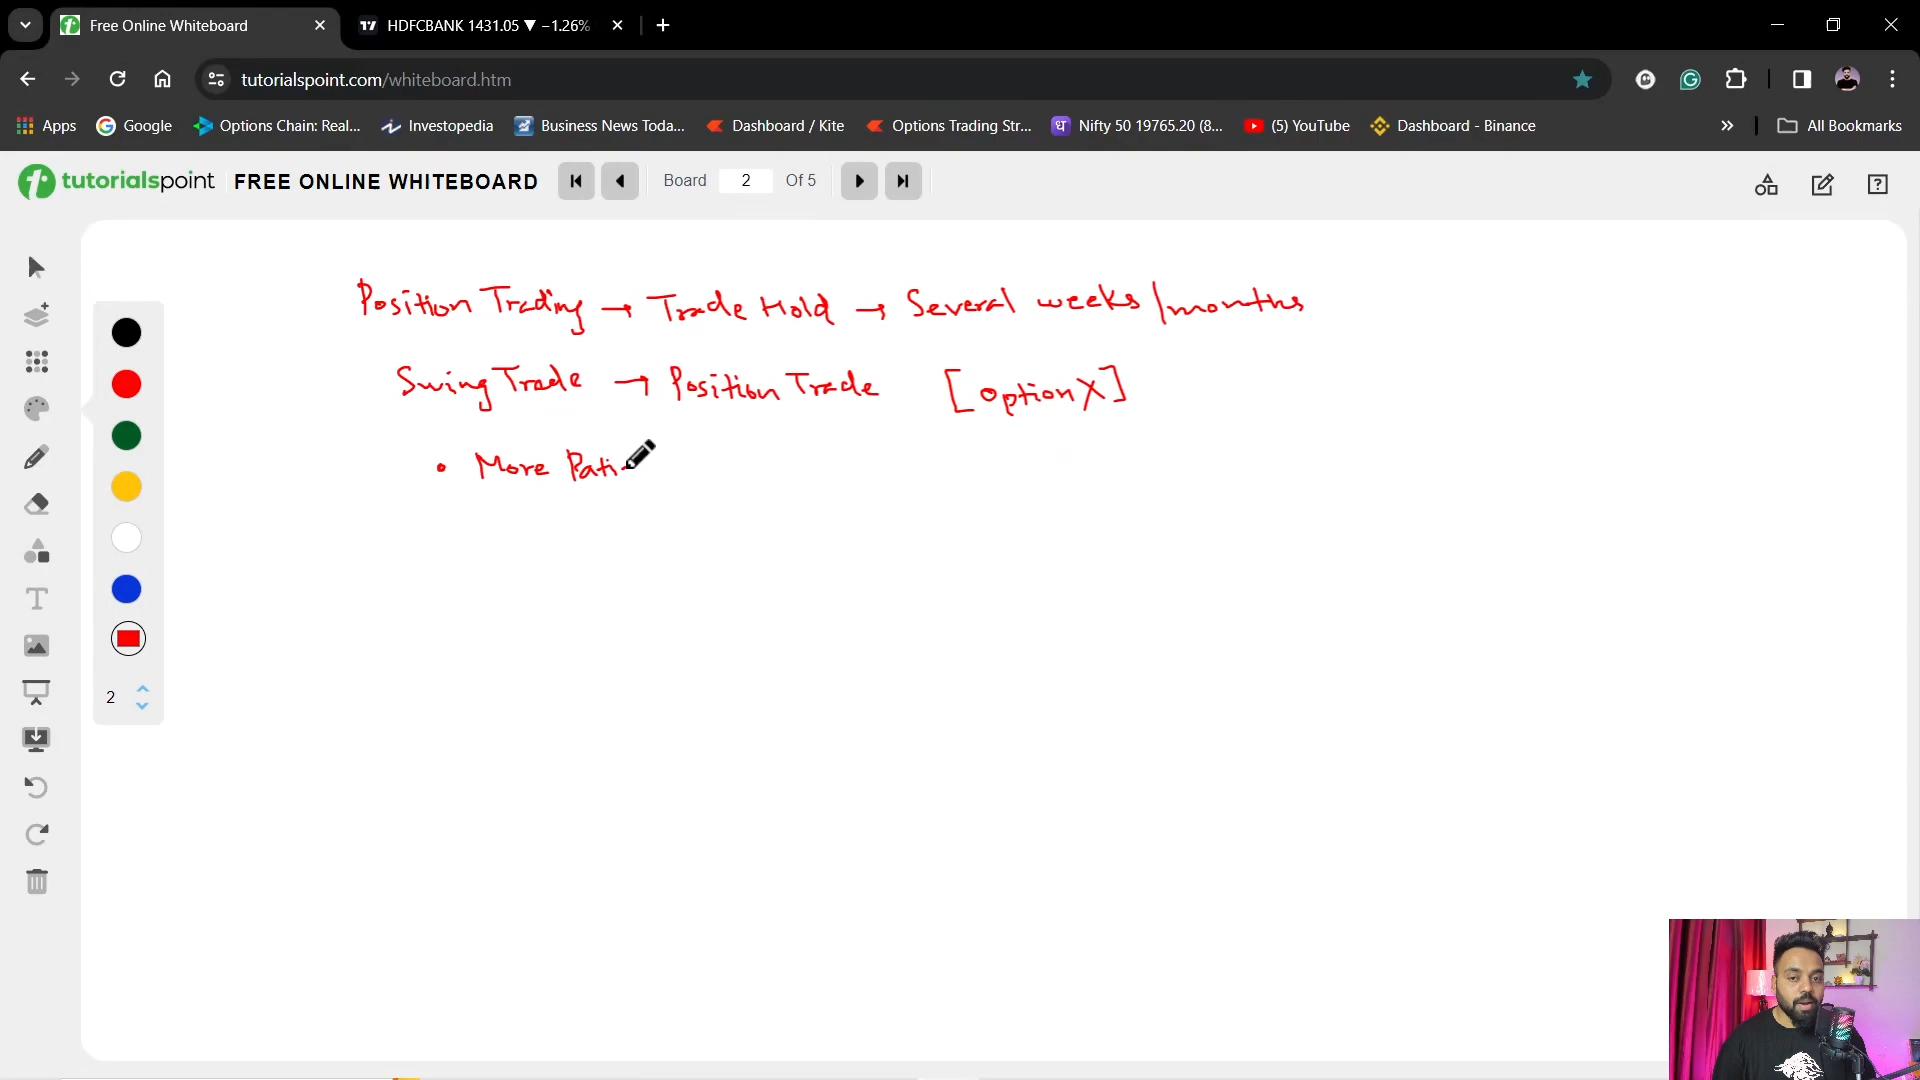 Free Online Whiteboard
HDFCBANK 1431.05 ▼ −1.26%
tutorialspoint.com/whiteboard.htm
Apps
Google
Options Chain: Real...
Investopedia
Business News Toda...
Dashboard / Kite
Options Trading Str...
Nifty 50 19765.20 (8...
(5) YouTube
Dashboard - Binance
All Bookmarks
tutorialspoint
FREE ONLINE WHITEBOARD
Board 2 Of 5
Position Trading → Trade Hold → Several weeks/months
Swing Trade → Position Trade [Option X]
• More Pati
2